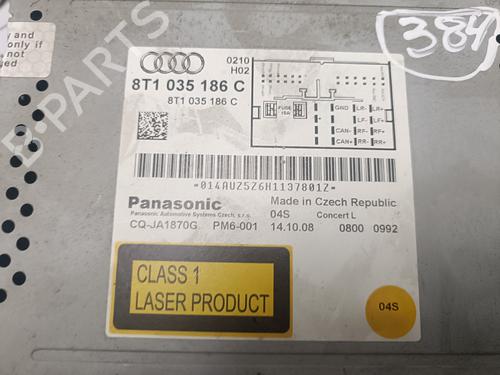 and
only if
not
384
0210
H02
8T1 035 186 C
8T1 035 186 C
FUSE
10A
GND LR- LF+
+ LR+ LF-
CAN- RF- RF+
CAN+ RR- RR+
*014AUZ5Z6H1137801Z*
Panasonic
Made in Czech Republic
Panasonic Automotive Systems Czech, s.r.o.
04S Concert L
CQ-JA1870G PM6-001 14.10.08 0800 0992
CLASS 1
LASER PRODUCT
04S
B-PARTS